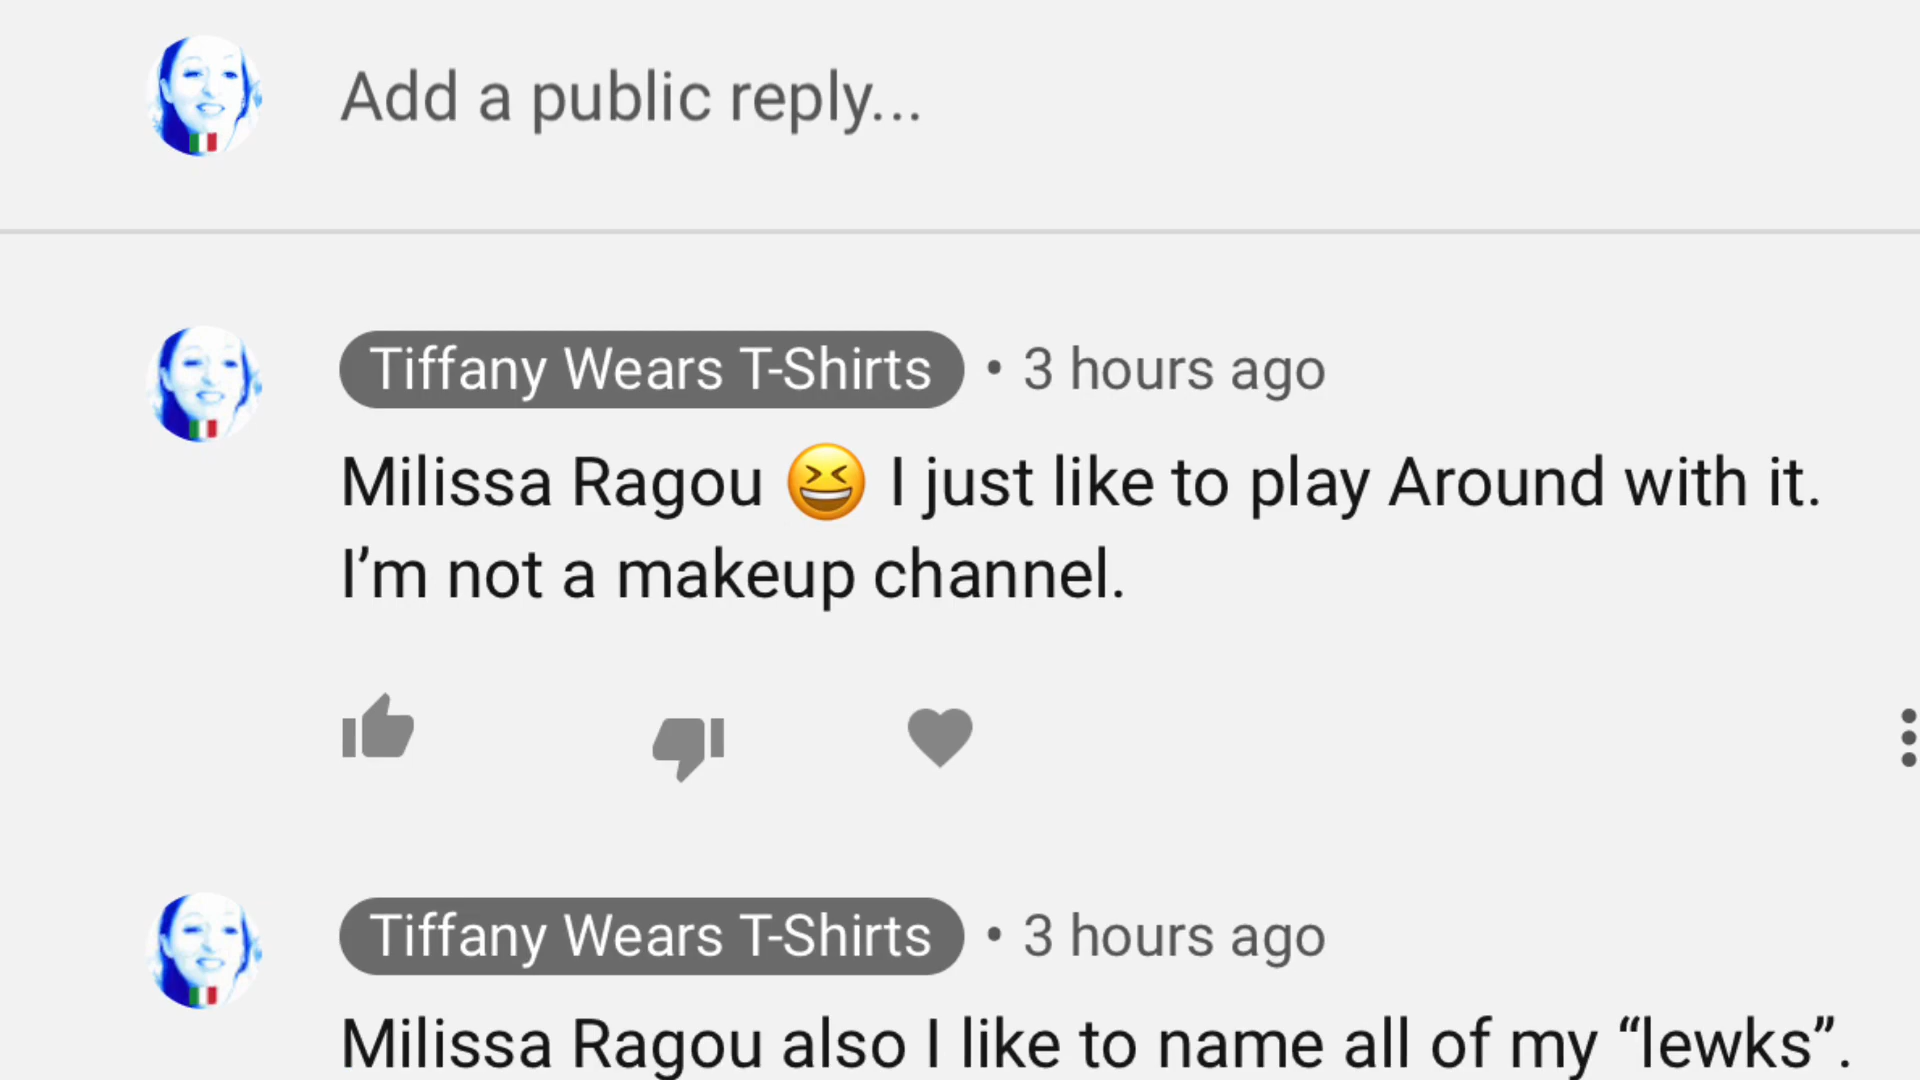 Add a public reply...
Tiffany Wears T-Shirts • 3 hours ago
Milissa Ragou 😆 I just like to play Around with it.
I’m not a makeup channel.
Tiffany Wears T-Shirts • 3 hours ago
Milissa Ragou also I like to name all of my “lewks”.